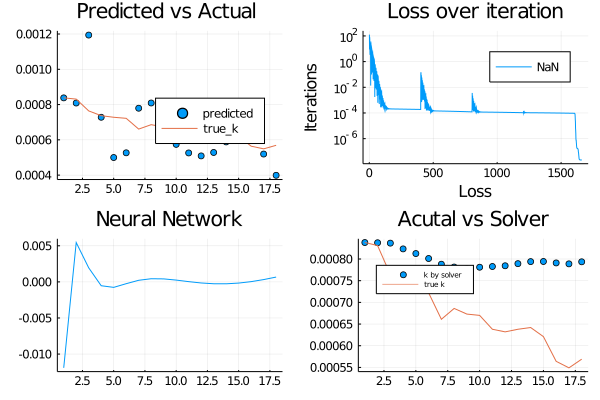 Predicted vs Actual
0.0012
0.0010
0.0008
0.0006
0.0004
predicted
true_k
2.5 5.0 7.5 10.0 12.5 15.0 17.5
Loss over iteration
Iterations
10^2
10^0
10^-2
10^-4
10^-6
NaN
0 500 1000 1500
Loss
Neural Network
0.005
0.000
-0.005
-0.010
2.5 5.0 7.5 10.0 12.5 15.0 17.5
Acutal vs Solver
0.00080
0.00075
0.00070
0.00065
0.00060
0.00055
k by solver
true k
2.5 5.0 7.5 10.0 12.5 15.0 17.5